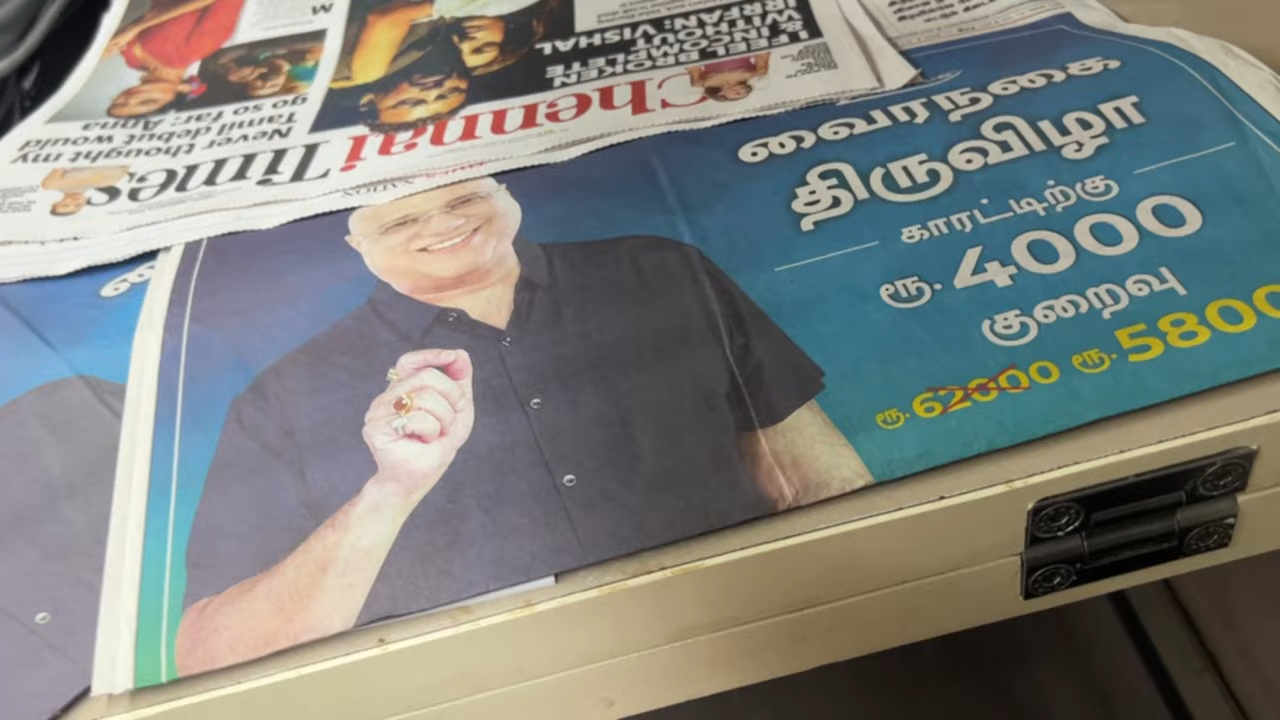 வைரநகை
திருவிழா
காரட்டிற்கு
ரூ. 4000
குறைவு
ரூ. 62000 ரூ. 5800
Chennai Times
BROKEN
& INCOMPLETE
WITHOUT
IRFAN: VISHAL
I FEEL
Never thought my
Tamil debut would
go so far: Anna